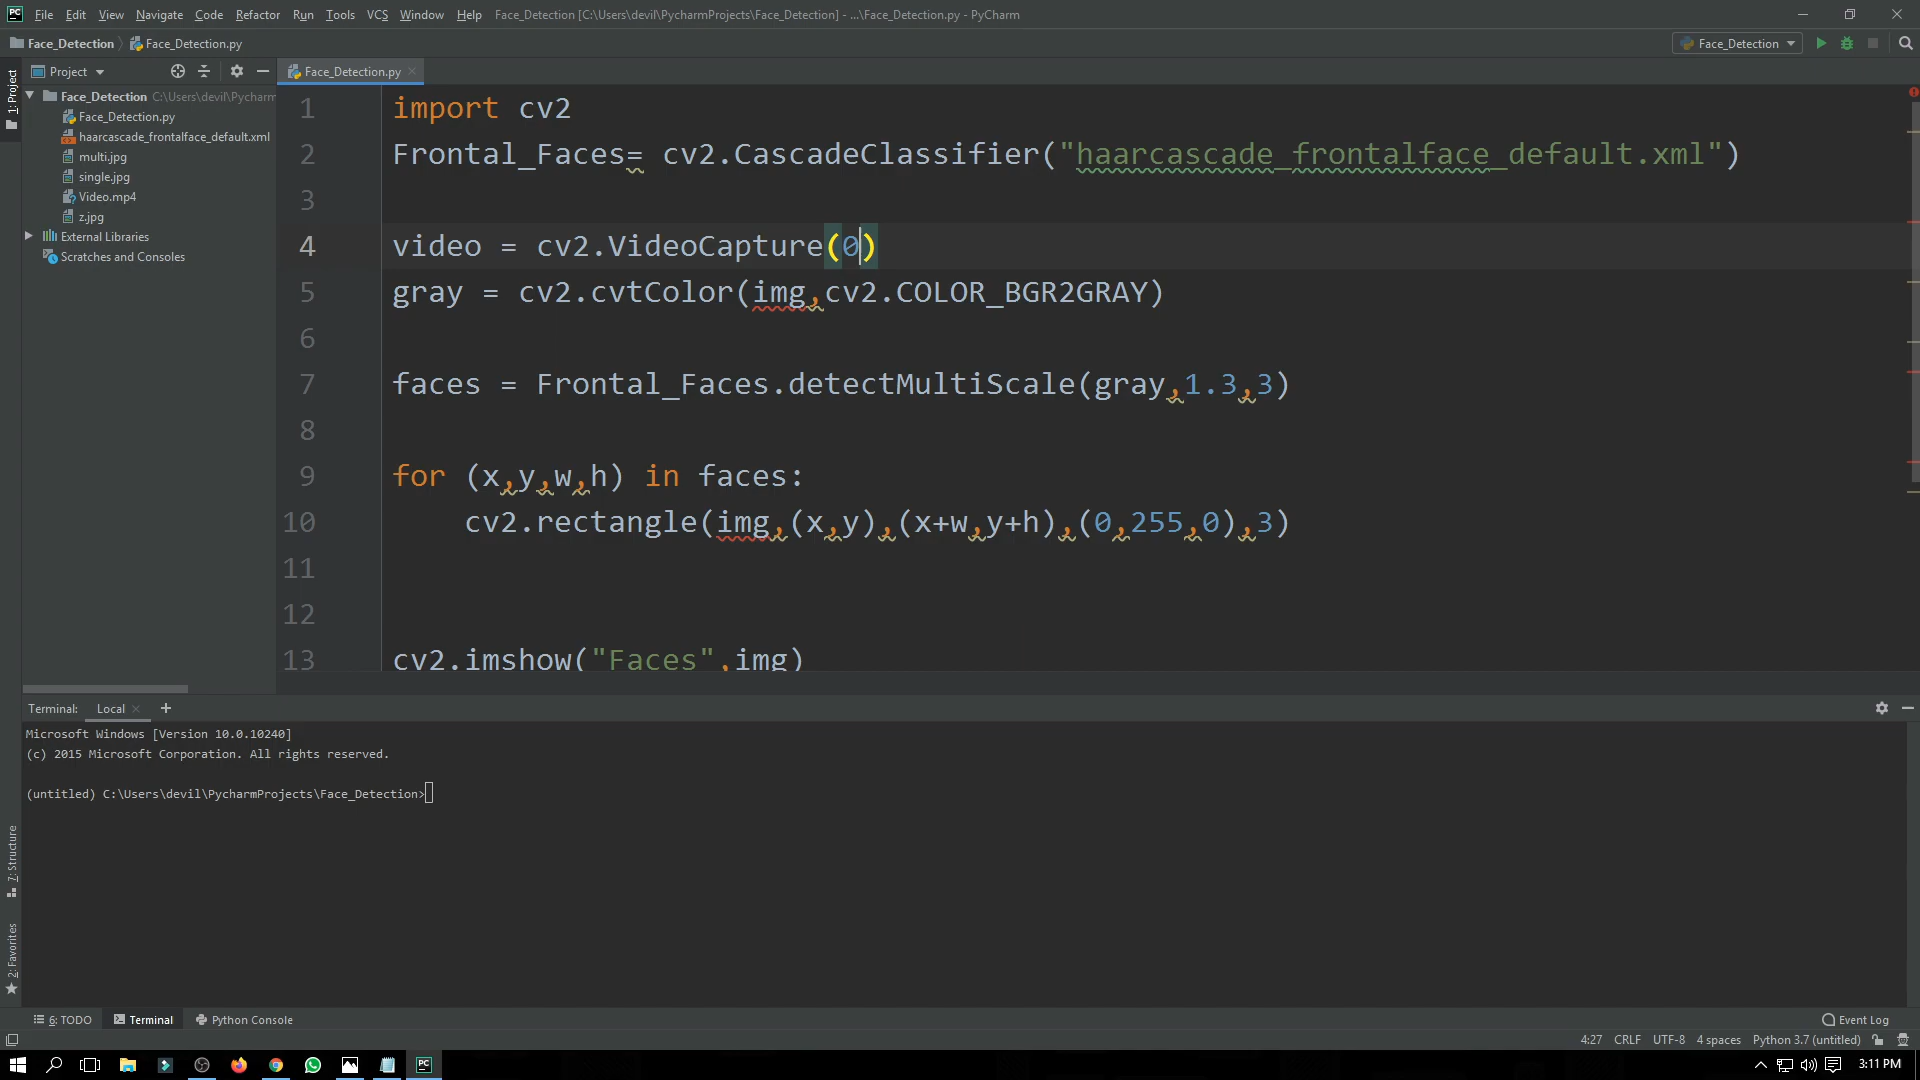 File Edit View Navigate Code Refactor Run Tools VCS Window Help Face_Detection [C:\Users\devil\PycharmProjects\Face_Detection] - ...\Face_Detection.py - PyCharm
Face_Detection Face_Detection.py Face_Detection
Project Face_Detection.py
1: Project
Face_Detection C:\Users\devil\Pycharm
Face_Detection.py
haarcascade_frontalface_default.xml
multi.jpg
single.jpg
Video.mp4
z.jpg
External Libraries
Scratches and Consoles
1 import cv2
2 Frontal_Faces= cv2.CascadeClassifier("haarcascade_frontalface_default.xml")
3
4 video = cv2.VideoCapture(0)
5 gray = cv2.cvtColor(img,cv2.COLOR_BGR2GRAY)
6
7 faces = Frontal_Faces.detectMultiScale(gray,1.3,3)
8
9 for (x,y,w,h) in faces:
10 cv2.rectangle(img,(x,y),(x+w,y+h),(0,255,0),3)
11
12
13 cv2.imshow("Faces",img)
Terminal: Local +
Microsoft Windows [Version 10.0.10240]
(c) 2015 Microsoft Corporation. All rights reserved.
(untitled) C:\Users\devil\PycharmProjects\Face_Detection>
7: Structure
2: Favorites
6: TODO Terminal Python Console Event Log
4:27 CRLF UTF-8 4 spaces Python 3.7 (untitled)
3:11 PM